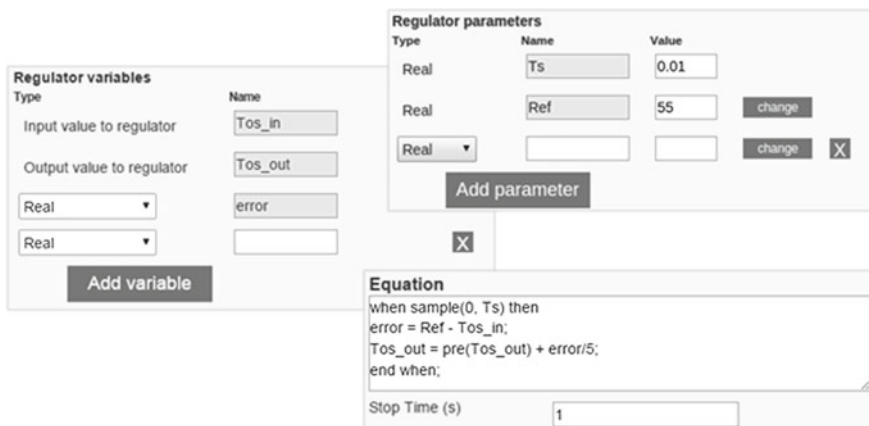 Regulator parameters
Type Name Value
Real Ts 0.01
Real Ref 55 change
Real change X
Add parameter
Regulator variables
Type Name
Input value to regulator Tos_in
Output value to regulator Tos_out
Real error
Real X
Add variable
Equation
when sample(0, Ts) then
error = Ref - Tos_in;
Tos_out = pre(Tos_out) + error/5;
end when;
Stop Time (s) 1